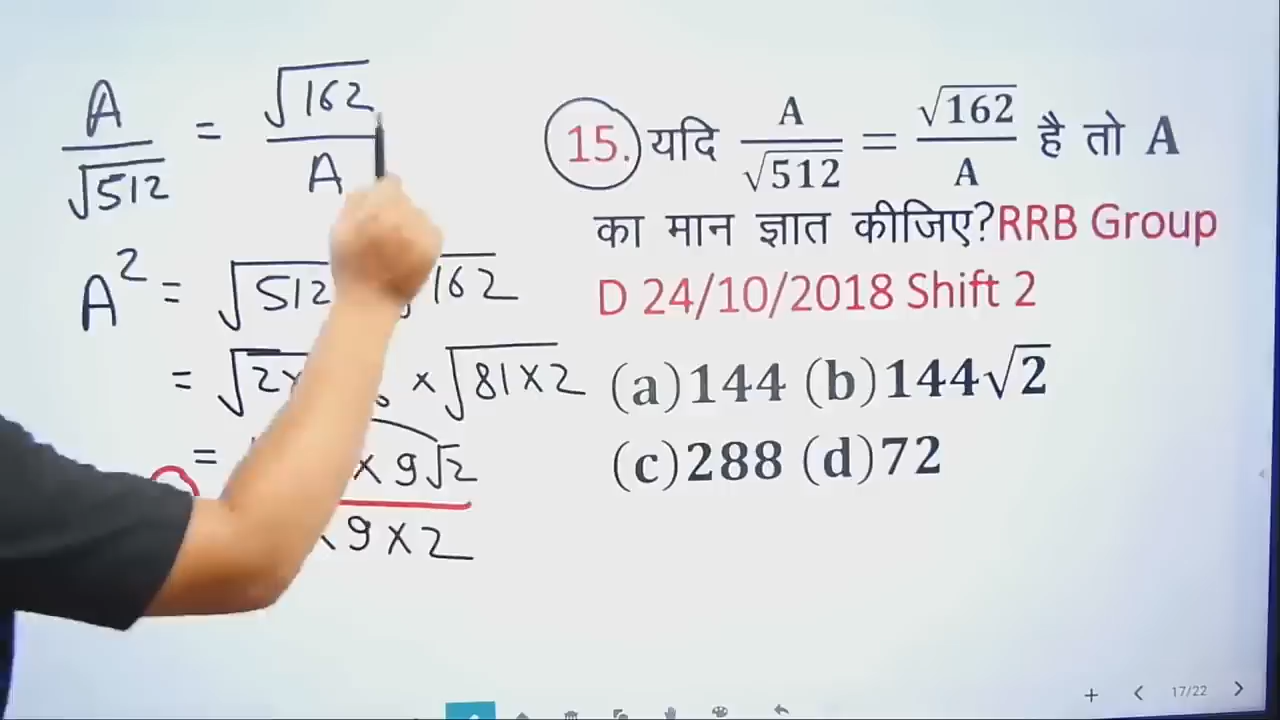 A/√512 = √162/A
A² = √512 162
= √2× × √81×2
= × 9√2
9×2
15. यदि A/√512 = √162/A है तो A
का मान ज्ञात कीजिए? RRB Group
D 24/10/2018 Shift 2
(a)144 (b)144√2
(c)288 (d)72
17/22